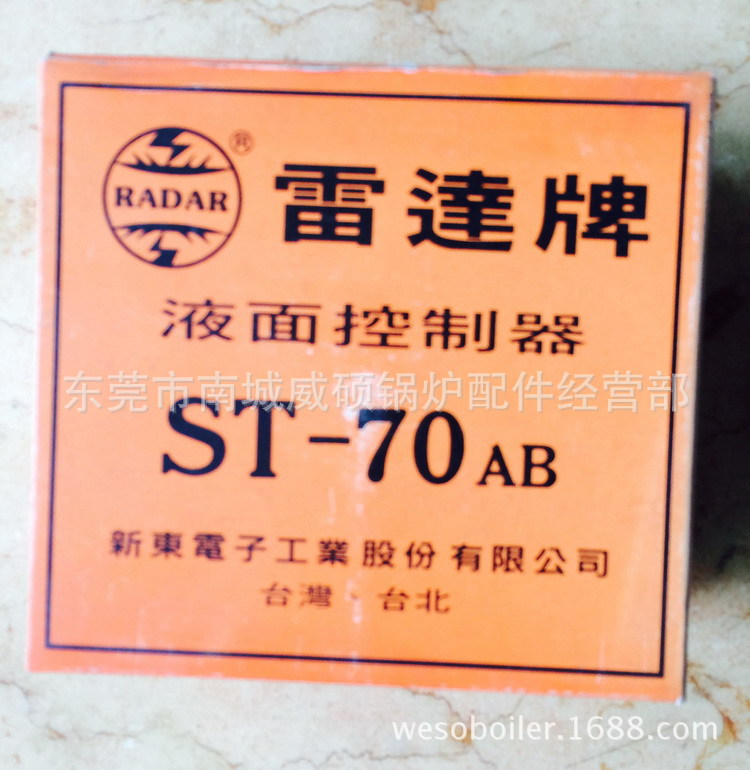 RADAR
®
雷達牌
液面控制器
东莞市南城威硕锅炉配件经营部
ST-70 AB
新東電子工業股份有限公司
台灣·台北
wesoboiler.1688.com